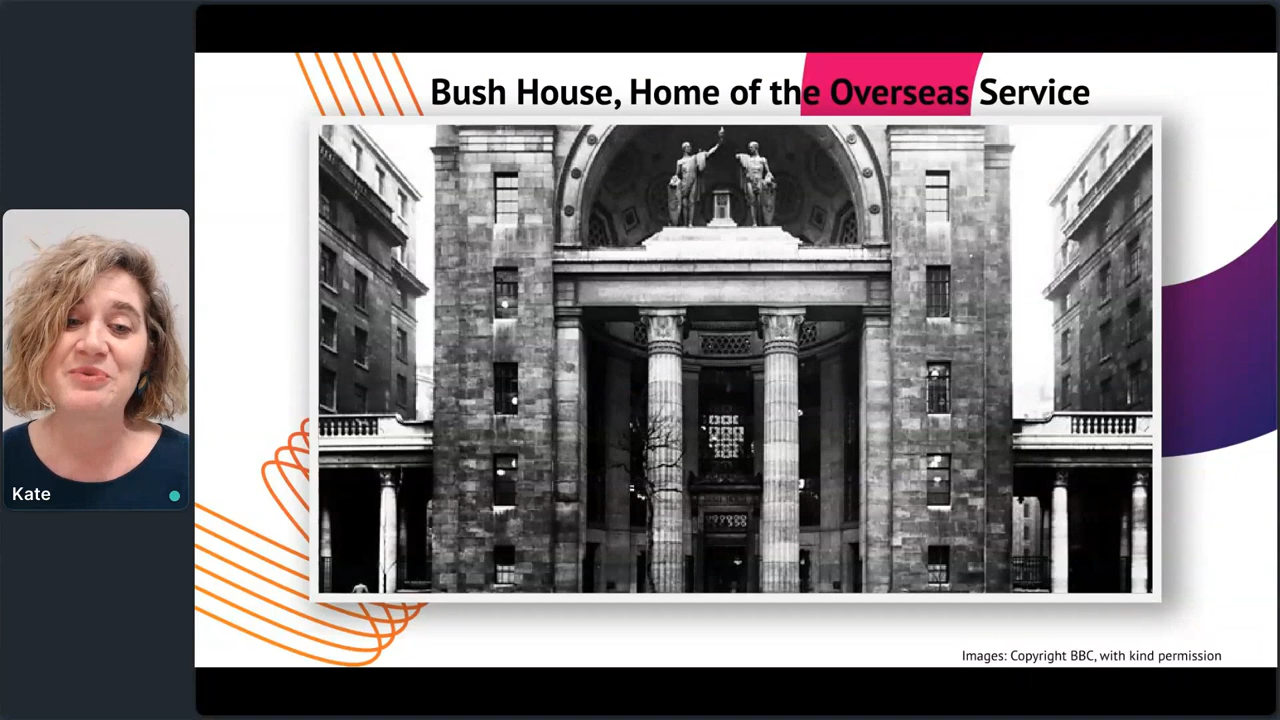 Bush House, Home of the Overseas Service
Kate
Images: Copyright BBC, with kind permission